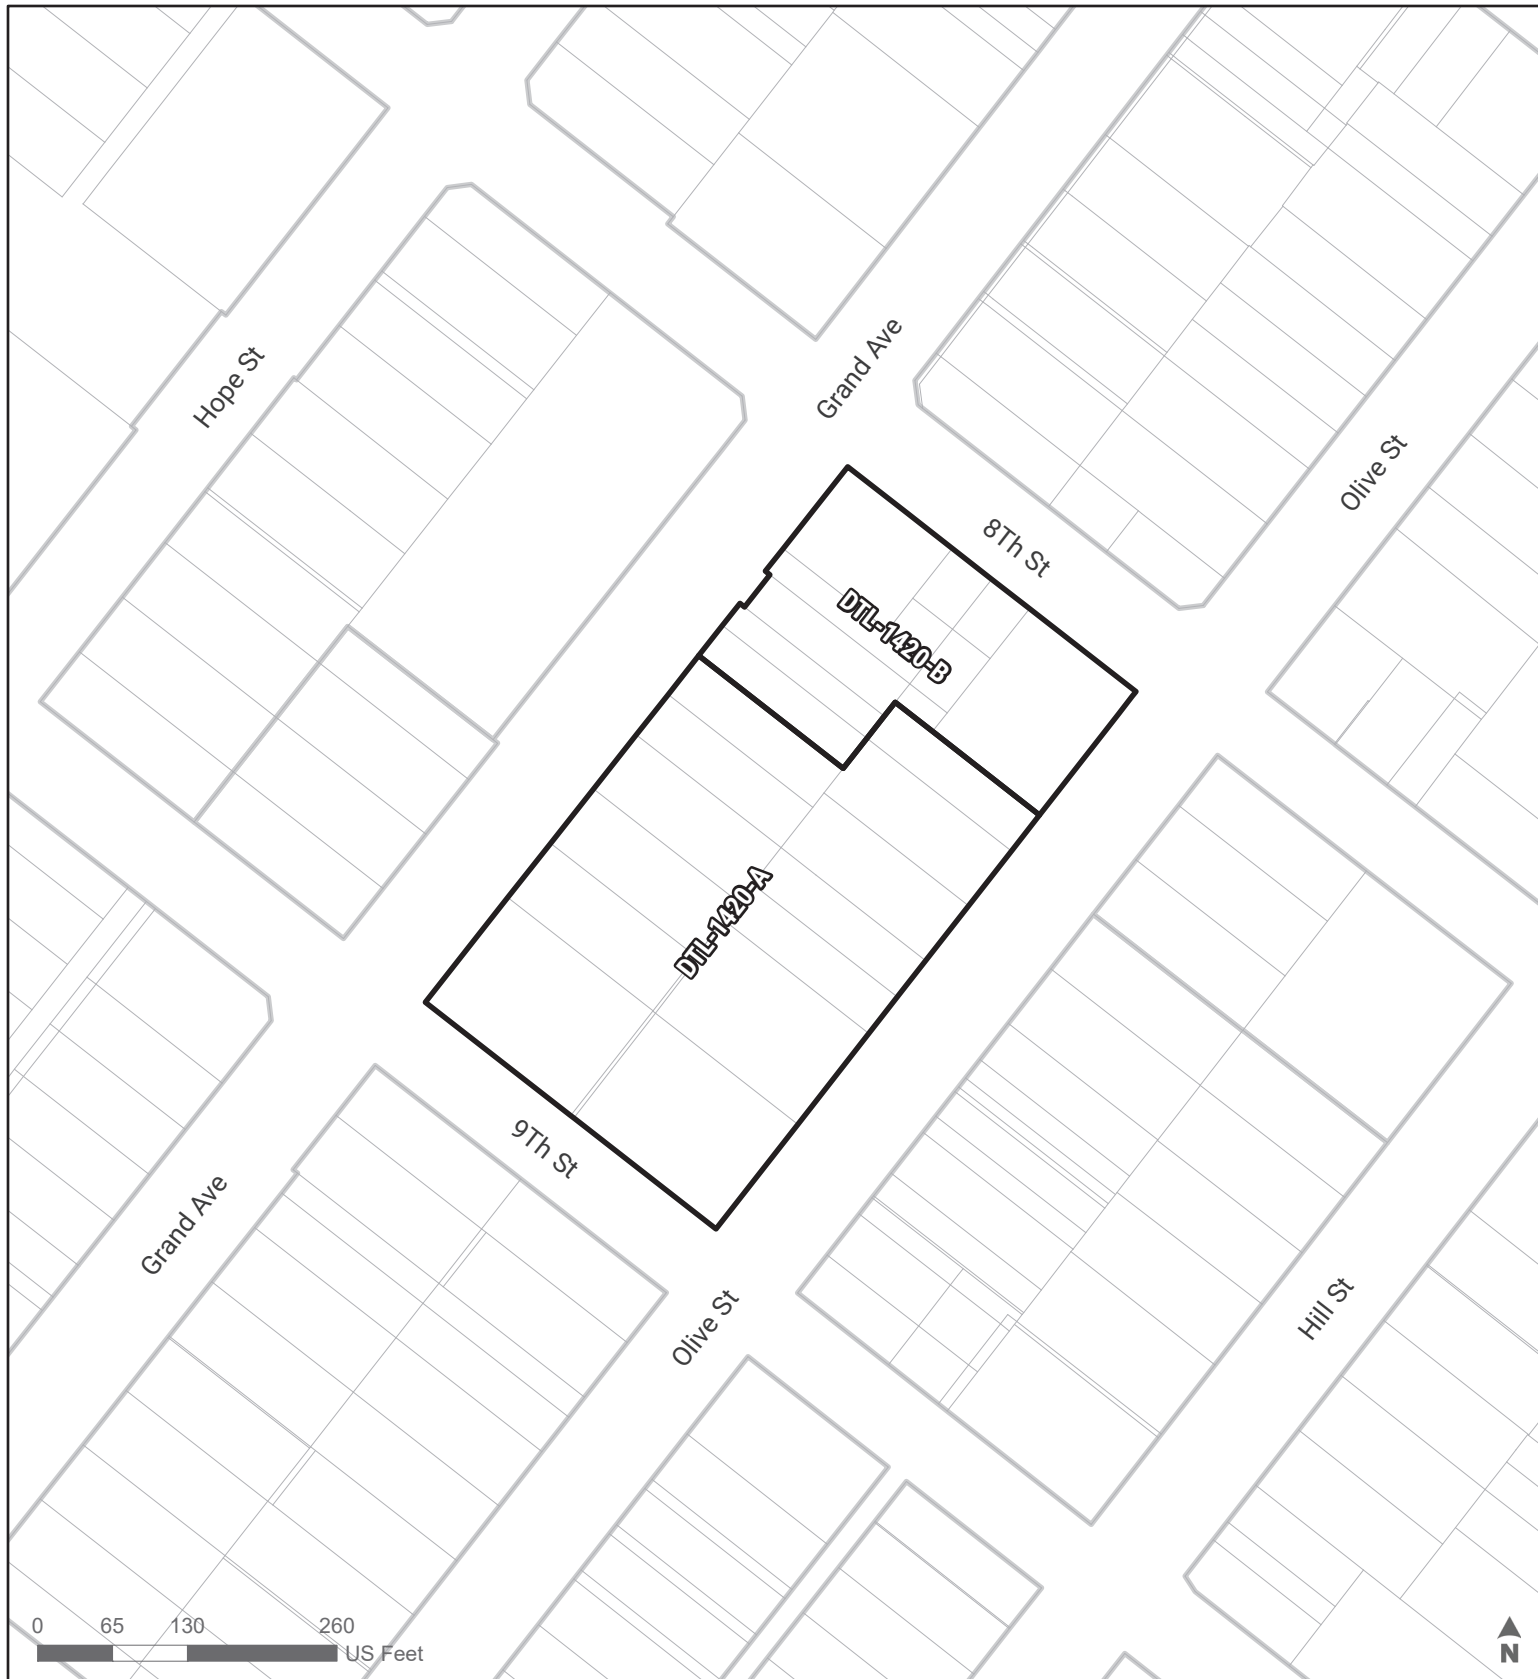 Grand Ave
Hope St
Olive St
8Th St
DTL-1420-B
DTL-1420-A
9Th St
Grand Ave
Olive St
Hill St
0 65 130 260
US Feet
N